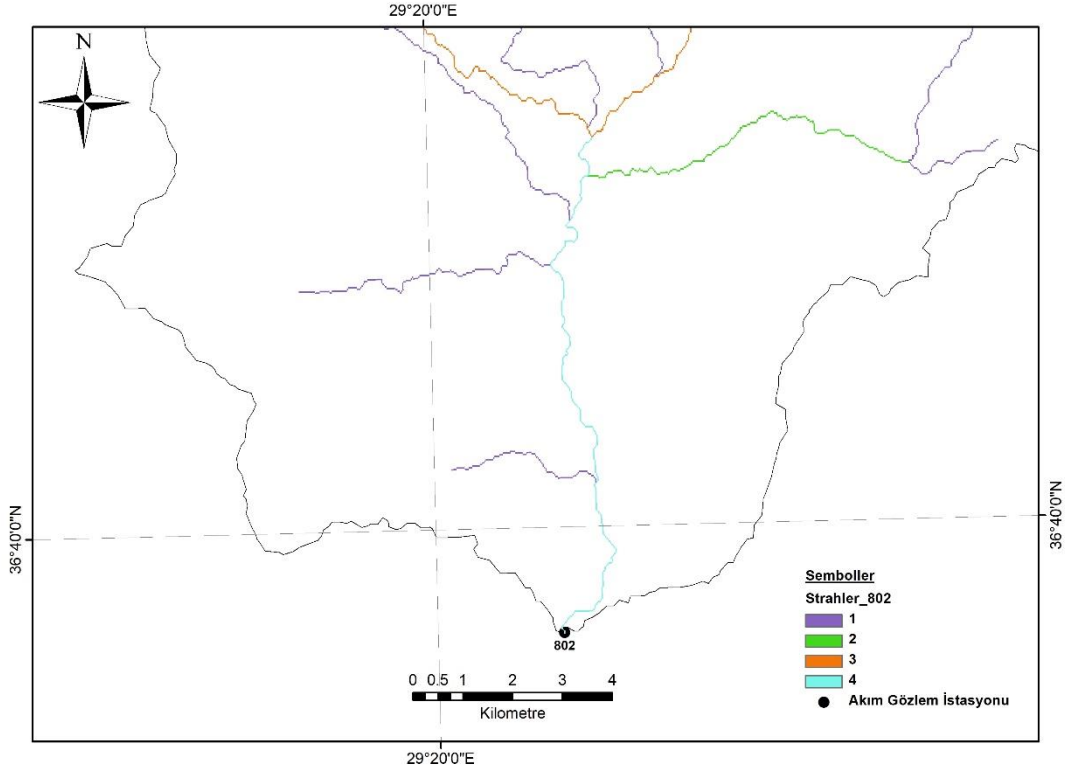 29°20'0"E
N
36°40'0"N
36°40'0"N
Semboller
Strahler_802
1
2
3
4
Akım Gözlem İstasyonu
802
0 0.5 1 2 3 4
Kilometre
29°20'0"E